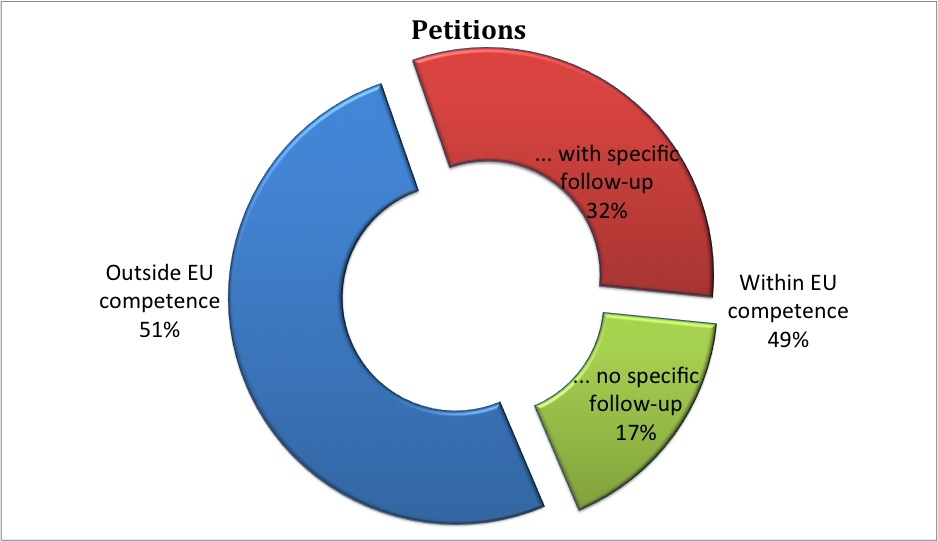 Petitions
... with specific
follow-up
32%
Outside EU
competence
51%
Within EU
competence
49%
... no specific
follow-up
17%